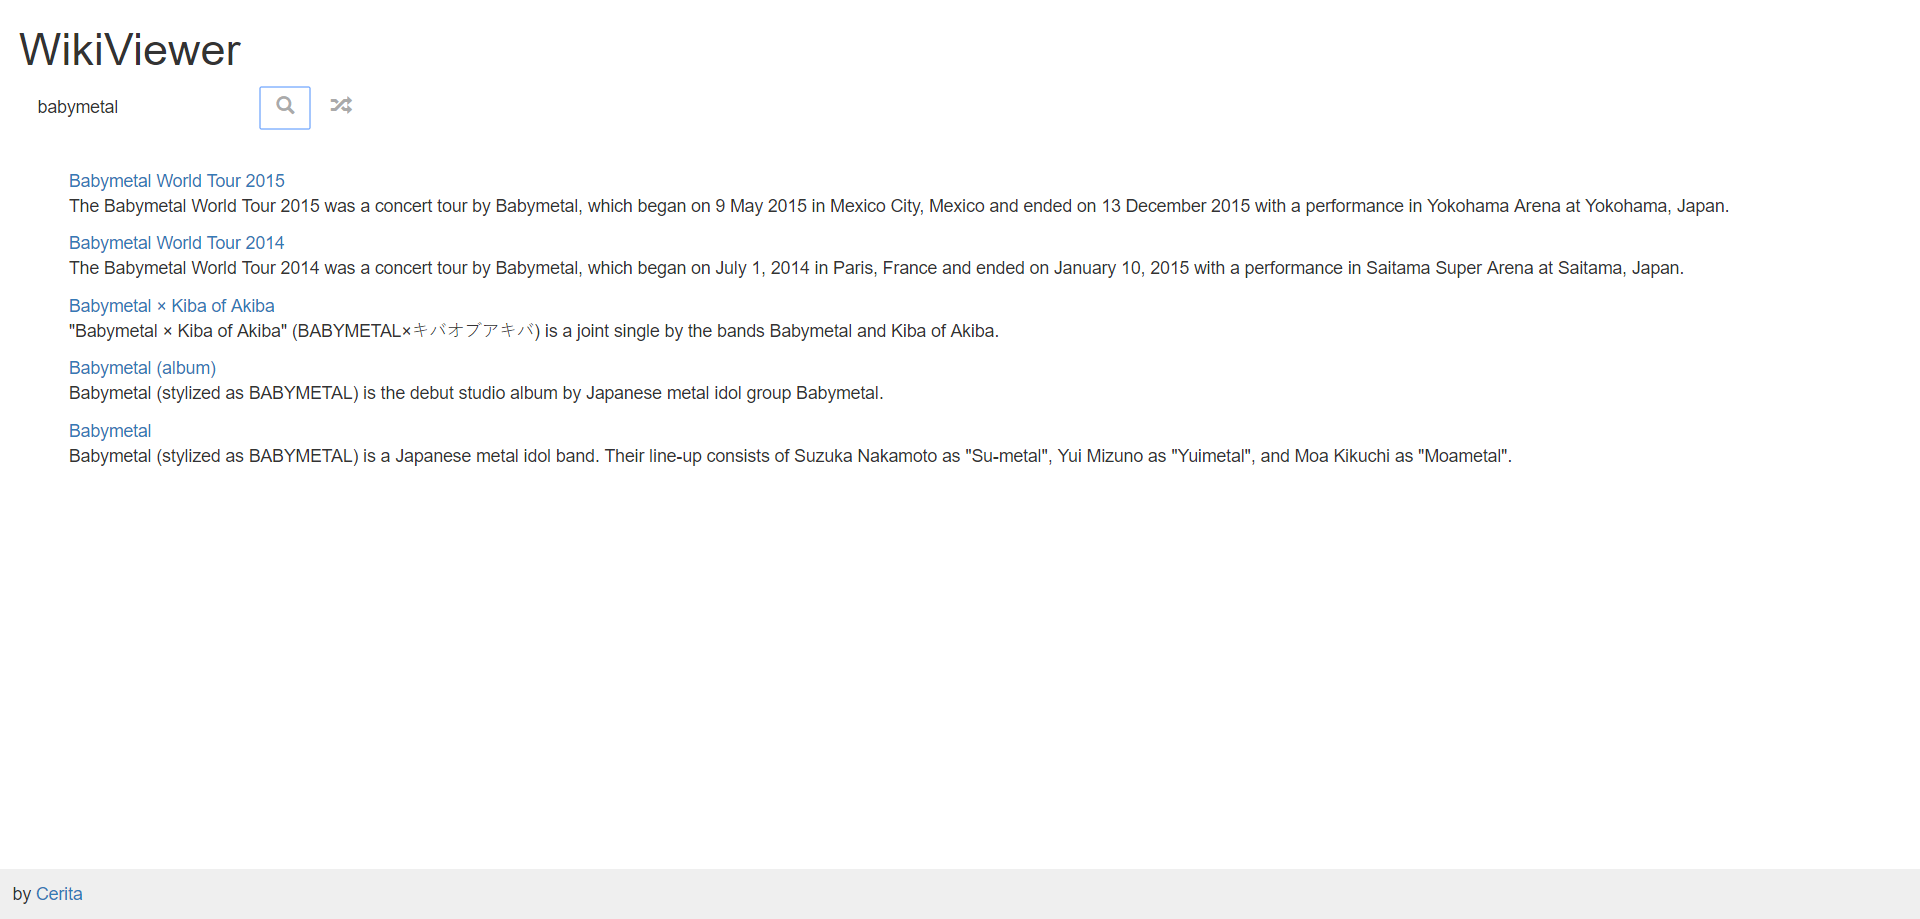 WikiViewer
babymetal
Babymetal World Tour 2015
The Babymetal World Tour 2015 was a concert tour by Babymetal, which began on 9 May 2015 in Mexico City, Mexico and ended on 13 December 2015 with a performance in Yokohama Arena at Yokohama, Japan.
Babymetal World Tour 2014
The Babymetal World Tour 2014 was a concert tour by Babymetal, which began on July 1, 2014 in Paris, France and ended on January 10, 2015 with a performance in Saitama Super Arena at Saitama, Japan.
Babymetal × Kiba of Akiba
"Babymetal × Kiba of Akiba" (BABYMETAL×キバオブアキバ) is a joint single by the bands Babymetal and Kiba of Akiba.
Babymetal (album)
Babymetal (stylized as BABYMETAL) is the debut studio album by Japanese metal idol group Babymetal.
Babymetal
Babymetal (stylized as BABYMETAL) is a Japanese metal idol band. Their line-up consists of Suzuka Nakamoto as "Su-metal", Yui Mizuno as "Yuimetal", and Moa Kikuchi as "Moametal".
by Cerita